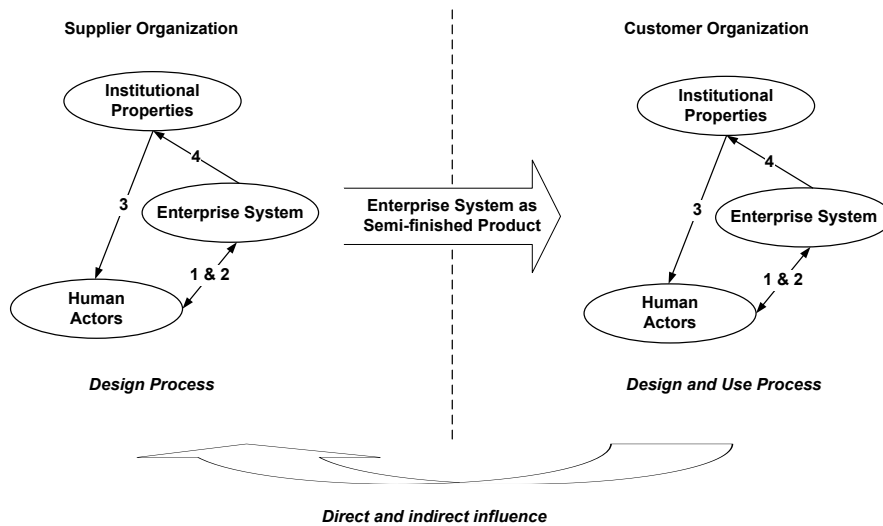 Supplier Organization
Customer Organization
Institutional
Properties
4
3
Enterprise System
1 & 2
Human
Actors
Design Process
Enterprise System as
Semi-finished Product
Institutional
Properties
4
3
Enterprise System
1 & 2
Human
Actors
Design and Use Process
Direct and indirect influence